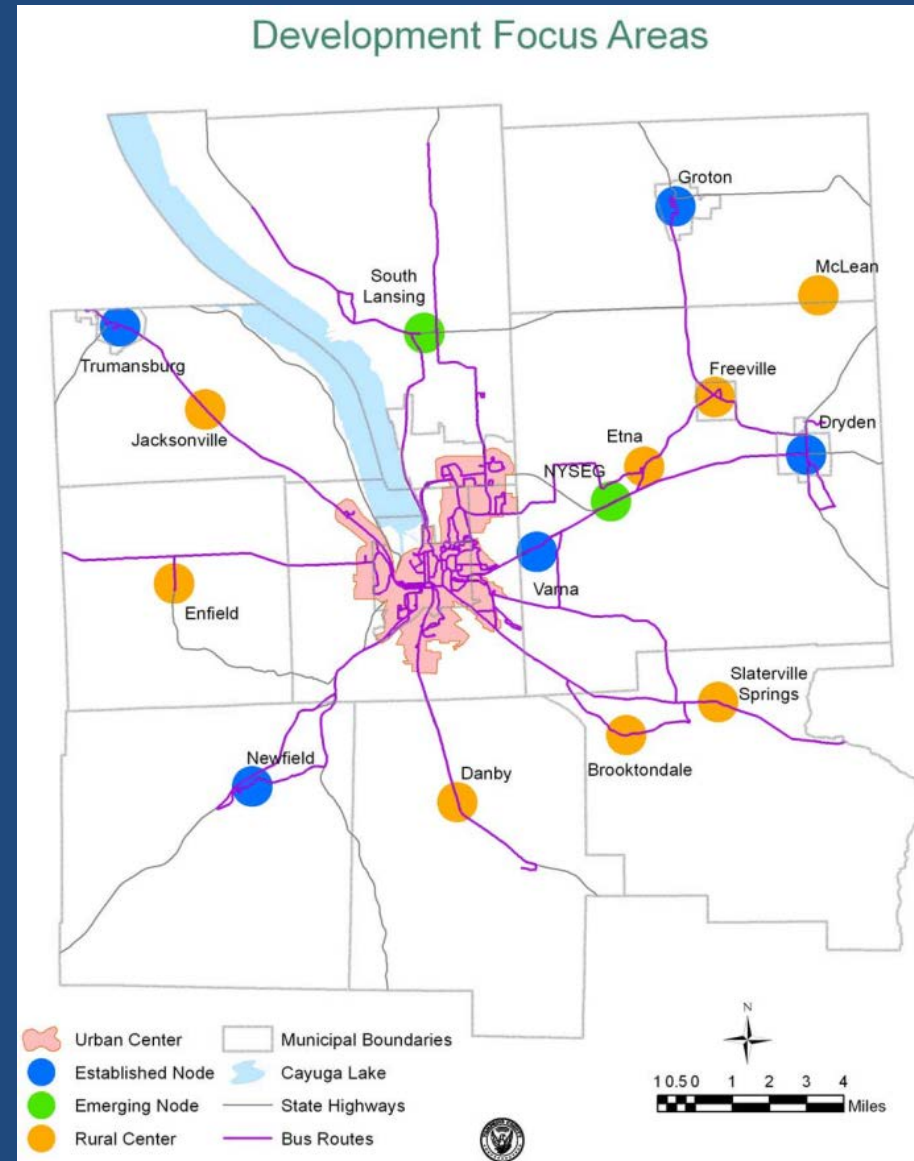 Development Focus Areas
Groton
McLean
South
Lansing
Trumansburg
Freeville
Jacksonville
Dryden
Etna
NYSEG
Varna
Enfield
Slaterville
Springs
Newfield
Danby
Brooktondale
N
Urban Center
Municipal Boundaries
Established Node
Cayuga Lake
Emerging Node
State Highways
Rural Center
Bus Routes
1 0.5 0 1 2 3 4
Miles